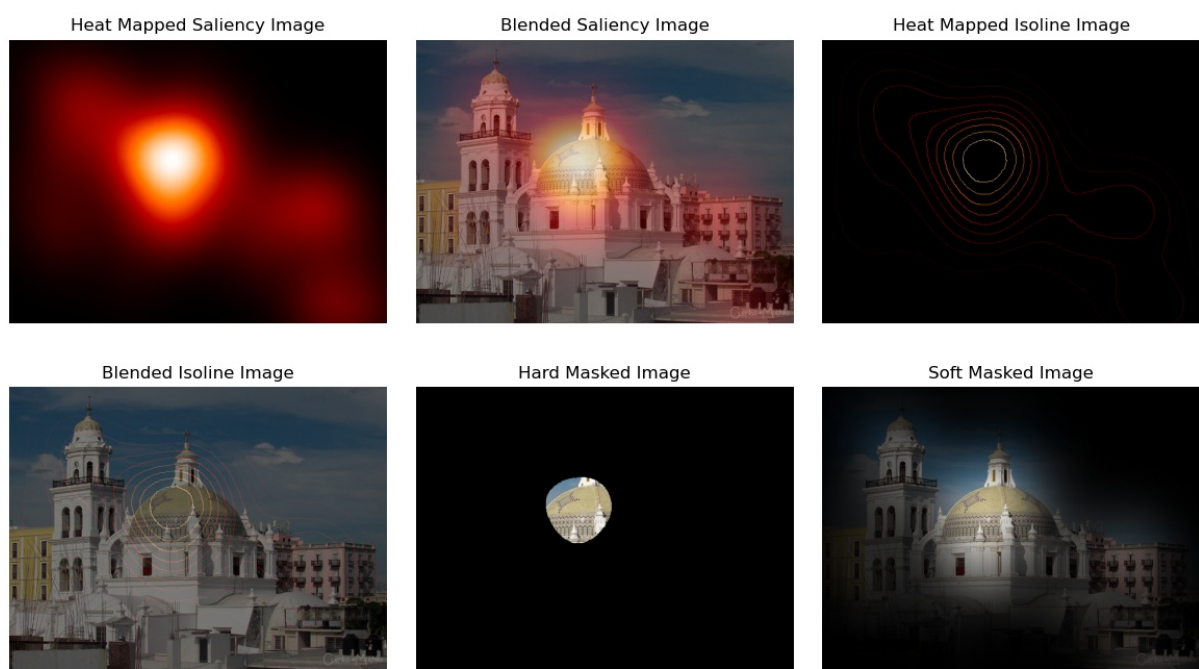 Heat Mapped Saliency Image
Blended Saliency Image
Heat Mapped Isoline Image
Blended Isoline Image
Hard Masked Image
Soft Masked Image